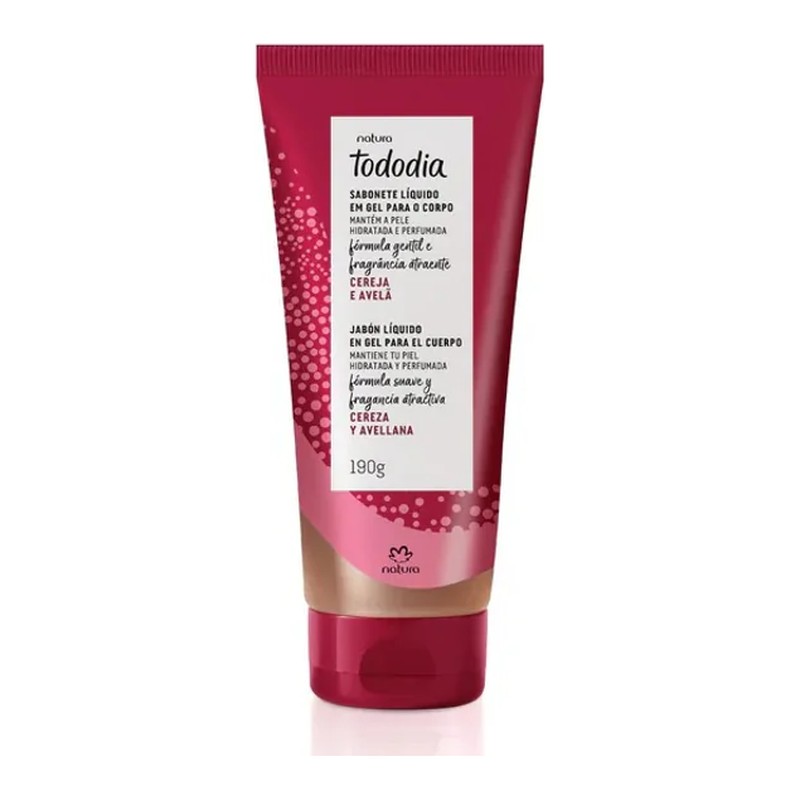 natura
tododia
SABONETE LÍQUIDO
EM GEL PARA O CORPO
MANTÉM A PELE
HIDRATADA E PERFUMADA
fórmula gentil e
fragrância atraente
CEREJA
E AVELÃ
JABÓN LÍQUIDO
EN GEL PARA EL CUERPO
MANTIENE TU PIEL
HIDRATADA Y PERFUMADA
fórmula suave y
fragancia atractiva
CEREZA
Y AVELLANA
190g
natura